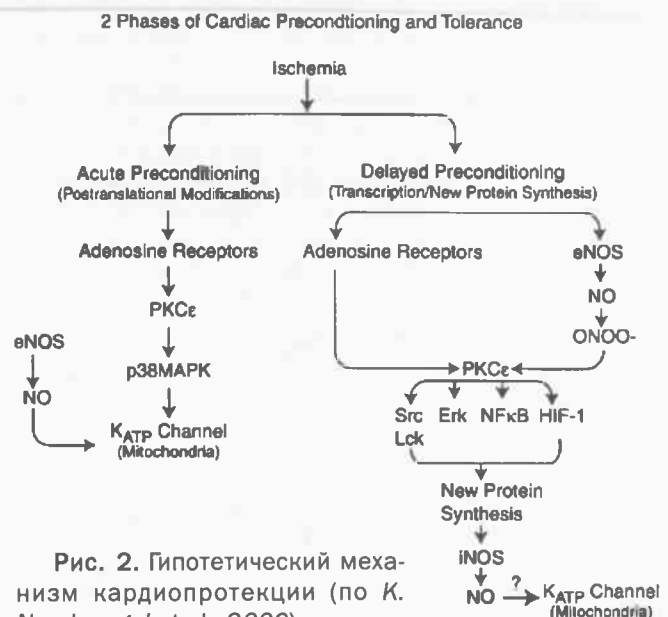 2 Phases of Cardiac Precondtioning and Tolerance
Ischemia
Acute Preconditioning
(Postranslational Modifications)
Adenosine Receptors
PKCε
p38MAPK
eNOS
NO
KATP Channel
(Mitochondria)
Delayed Preconditioning
(Transcription/New Protein Synthesis)
Adenosine Receptors
eNOS
NO
ONOO-
PKCε
Src Erk NFκB HIF-1
Lck
New Protein
Synthesis
iNOS
NO ? KATP Channel
(Mitochondria)
Рис. 2. Гипотетический меха-
низм кардиопротекции (по K.